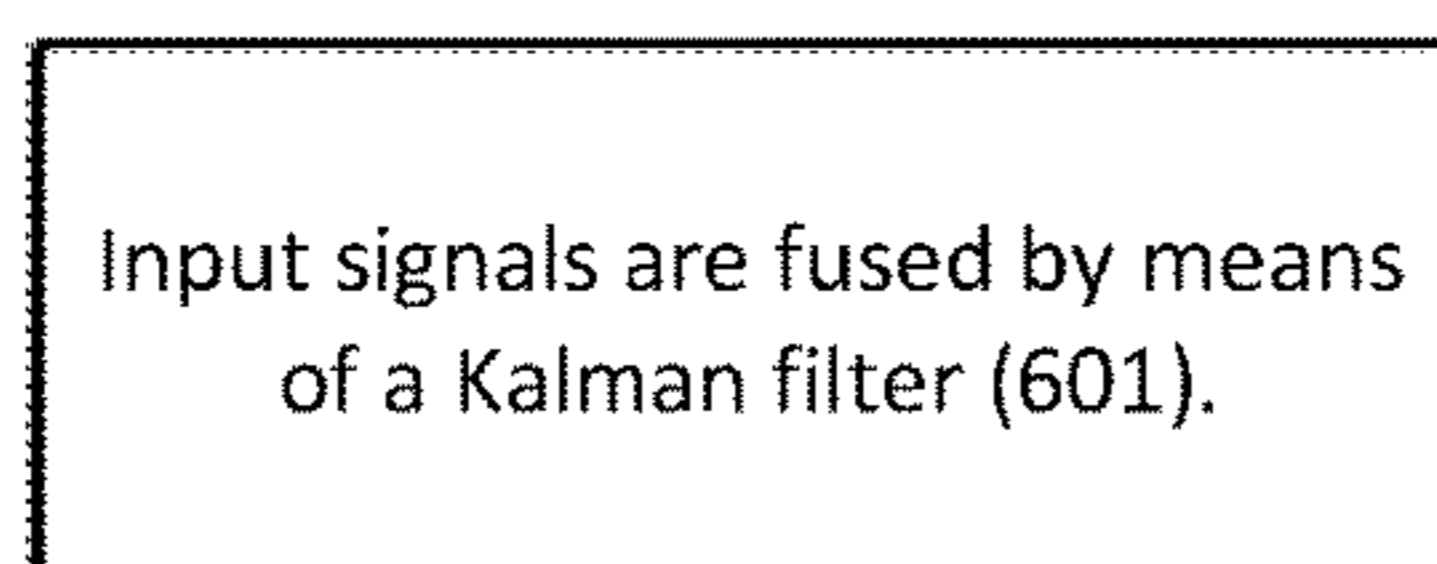 Input signals are fused by means
of a Kalman filter (601).